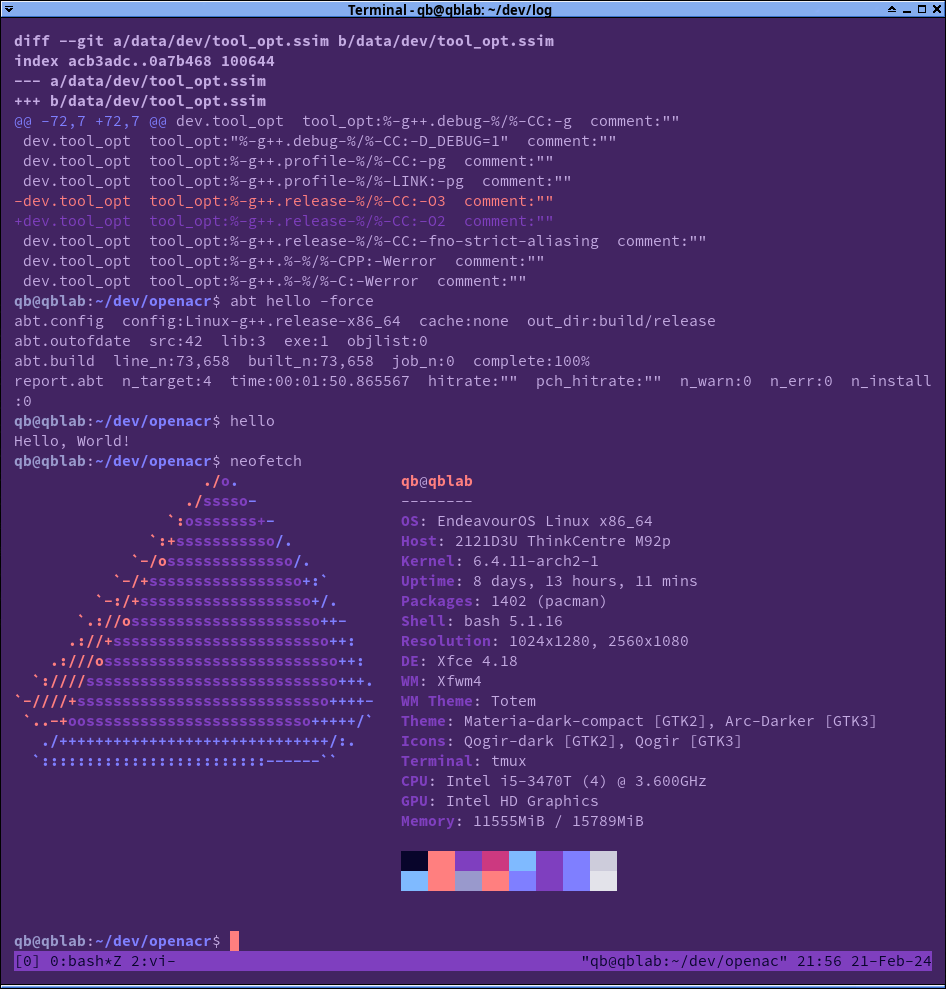 Terminal - qb@qblab: ~/dev/log
diff --git a/data/dev/tool_opt.ssim b/data/dev/tool_opt.ssim
index acb3adc..0a7b468 100644
--- a/data/dev/tool_opt.ssim
+++ b/data/dev/tool_opt.ssim
@@ -72,7 +72,7 @@ dev.tool_opt  tool_opt:%-g++.debug-%/%-CC:-g  comment:""
 dev.tool_opt  tool_opt:"%-g++.debug-%/%-CC:-D_DEBUG=1"  comment:""
 dev.tool_opt  tool_opt:%-g++.profile-%/%-CC:-pg  comment:""
 dev.tool_opt  tool_opt:%-g++.profile-%/%-LINK:-pg  comment:""
-dev.tool_opt  tool_opt:%-g++.release-%/%-CC:-O3  comment:""
+dev.tool_opt  tool_opt:%-g++.release-%/%-CC:-O2  comment:""
 dev.tool_opt  tool_opt:%-g++.release-%/%-CC:-fno-strict-aliasing  comment:""
 dev.tool_opt  tool_opt:%-g++.%-%/%-CPP:-Werror  comment:""
 dev.tool_opt  tool_opt:%-g++.%-%/%-C:-Werror  comment:""
qb@qblab:~/dev/openacr$ abt hello -force
abt.config  config:Linux-g++.release-x86_64  cache:none  out_dir:build/release
abt.outofdate  src:42  lib:3  exe:1  objlist:0
abt.build  line_n:73,658  built_n:73,658  job_n:0  complete:100%
report.abt  n_target:4  time:00:01:50.865567  hitrate:""  pch_hitrate:""  n_warn:0  n_err:0  n_install
:0
qb@qblab:~/dev/openacr$ hello
Hello, World!
qb@qblab:~/dev/openacr$ neofetch
                     ./o.                  qb@qblab
                   ./sssso-                --------
                 `:osssssss+-              OS: EndeavourOS Linux x86_64
               `:+sssssssssso/.            Host: 2121D3U ThinkCentre M92p
             `-/ossssssssssssso/.          Kernel: 6.4.11-arch2-1
           `-/+sssssssssssssssso+:`        Uptime: 8 days, 13 hours, 11 mins
         `-:/+sssssssssssssssssso+/.       Packages: 1402 (pacman)
       `.://osssssssssssssssssssso++-      Shell: bash 5.1.16
      .://+ssssssssssssssssssssssso++:     Resolution: 1024x1280, 2560x1080
    .:///ossssssssssssssssssssssssso++:    DE: Xfce 4.18
  `:////ssssssssssssssssssssssssssso+++.   WM: Xfwm4
`-////+ssssssssssssssssssssssssssso++++-   WM Theme: Totem
 `..-+oosssssssssssssssssssssssso+++++/`   Theme: Materia-dark-compact [GTK2], Arc-Darker [GTK3]
   ./++++++++++++++++++++++++++++++/:.     Icons: Qogir-dark [GTK2], Qogir [GTK3]
  `:::::::::::::::::::::::::------``       Terminal: tmux
CPU: Intel i5-3470T (4) @ 3.600GHz
GPU: Intel HD Graphics
Memory: 11555MiB / 15789MiB
qb@qblab:~/dev/openacr$
[0] 0:bash*Z 2:vi- "qb@qblab:~/dev/openac" 21:56 21-Feb-24